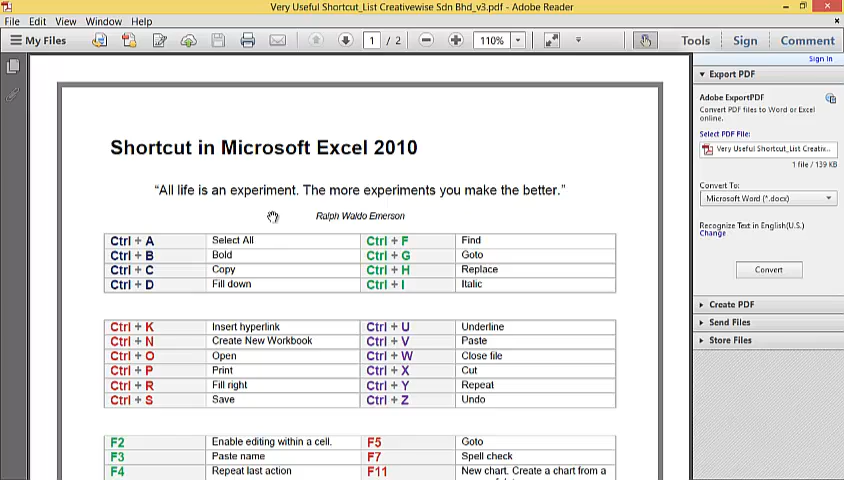 Very Useful Shortcut_List Creativewise Sdn Bhd_v3.pdf - Adobe Reader
File Edit View Window Help
My Files 1 / 2 110% Tools Sign Comment
Sign In
Export PDF
Adobe ExportPDF
Convert PDF files to Word or Excel online.
Select PDF File:
Very Useful Shortcut_List Creativ...
1 file / 139 KB
Convert To:
Microsoft Word (*.docx)
Recognize Text in English(U.S.)
Change
Convert
Create PDF
Send Files
Store Files
Shortcut in Microsoft Excel 2010
“All life is an experiment. The more experiments you make the better.”
Ralph Waldo Emerson
Ctrl + A Select All Ctrl + F Find
Ctrl + B Bold Ctrl + G Goto
Ctrl + C Copy Ctrl + H Replace
Ctrl + D Fill down Ctrl + I Italic
Ctrl + K Insert hyperlink Ctrl + U Underline
Ctrl + N Create New Workbook Ctrl + V Paste
Ctrl + O Open Ctrl + W Close file
Ctrl + P Print Ctrl + X Cut
Ctrl + R Fill right Ctrl + Y Repeat
Ctrl + S Save Ctrl + Z Undo
F2 Enable editing within a cell. F5 Goto
F3 Paste name F7 Spell check
F4 Repeat last action F11 New chart. Create a chart from a